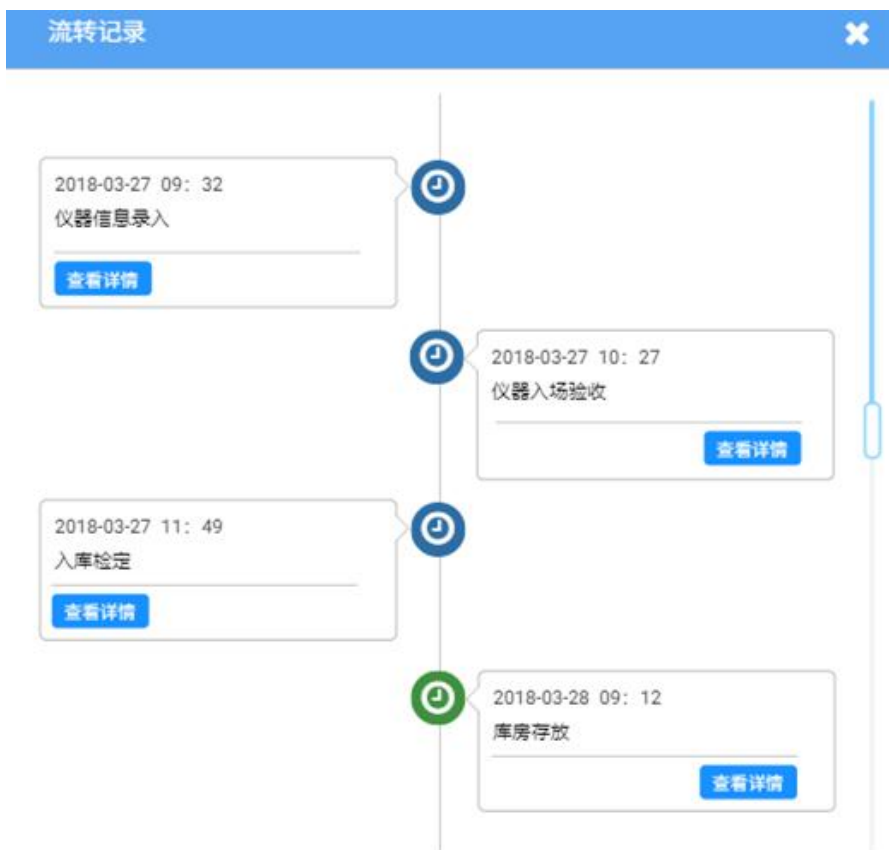 流转记录
2018-03-27 09：32
仪器信息录入
查看详情
2018-03-27 10：27
仪器入场验收
查看详情
2018-03-27 11：49
入库检定
查看详情
2018-03-28 09：12
库房存放
查看详情